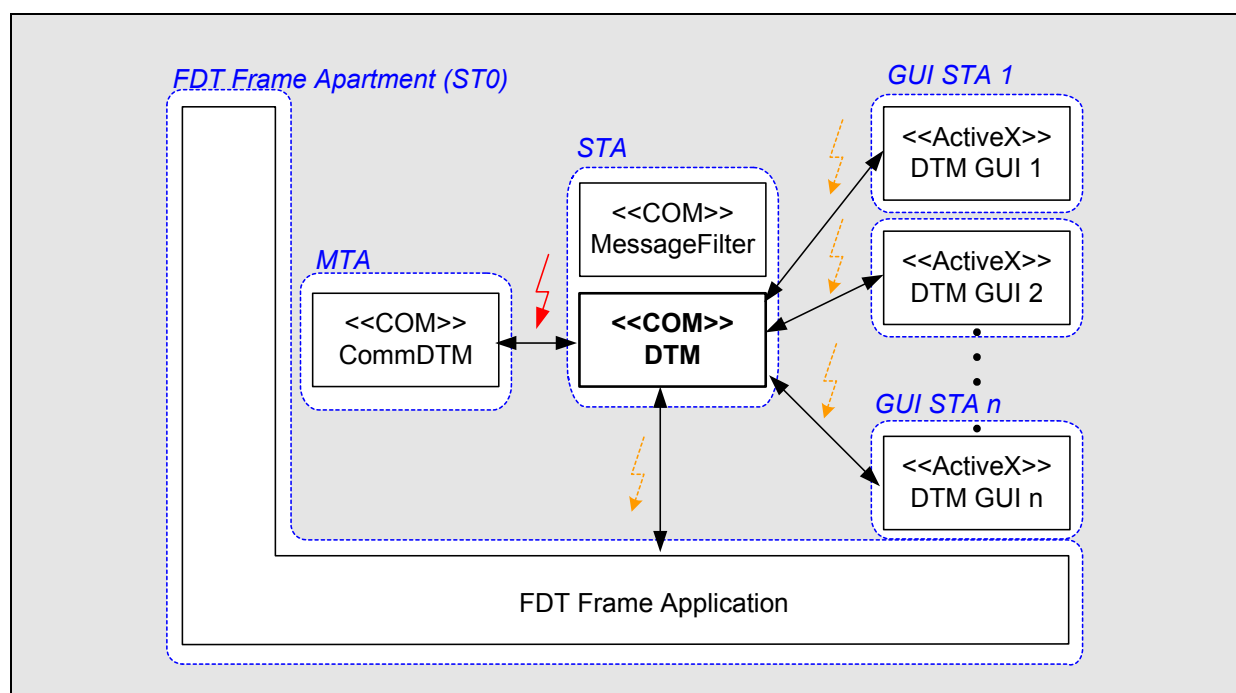 FDT Frame Apartment (ST0)
GUI STA 1
<<ActiveX>>
DTM GUI 1
STA
<<COM>>
MessageFilter
<<ActiveX>>
DTM GUI 2
MTA
<<COM>>
CommDTM
<<COM>>
DTM
GUI STA n
<<ActiveX>>
DTM GUI n
FDT Frame Application